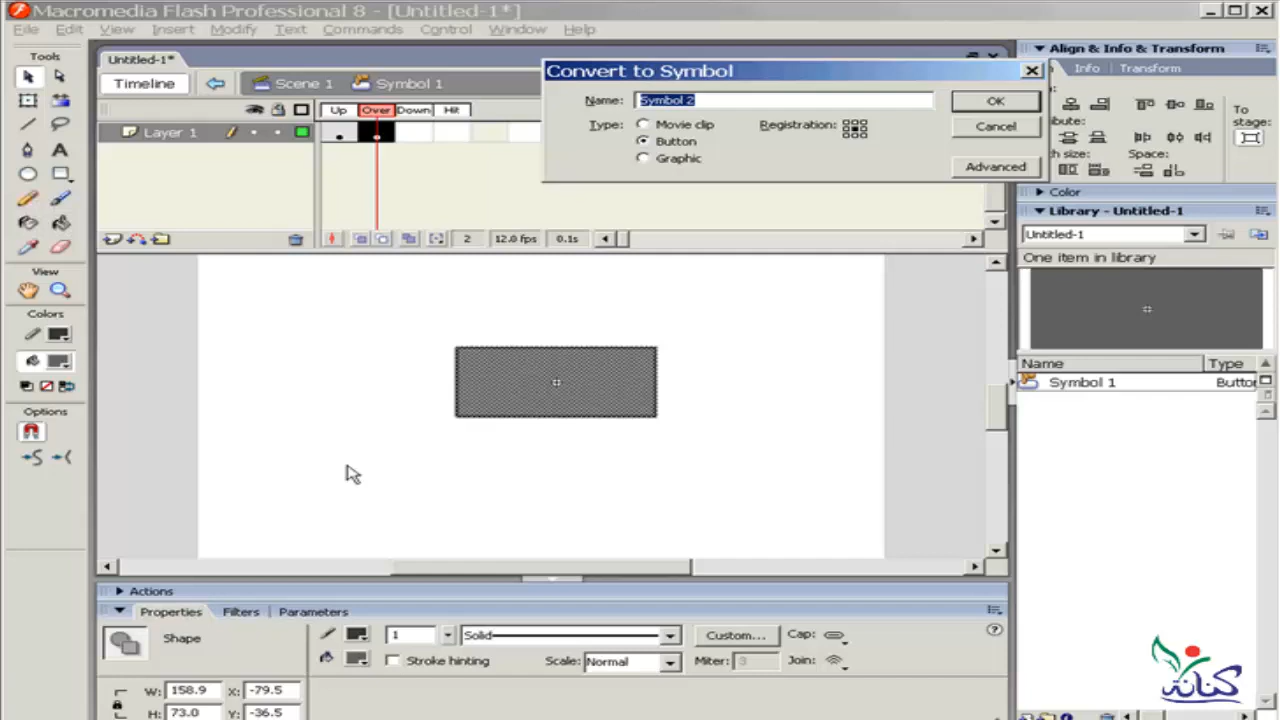 Macromedia Flash Professional 8 - [Untitled-1*]
File Edit View Insert Modify Text Commands Control Window Help
Tools
Untitled-1*
Timeline Scene 1 Symbol 1
Up Over Down Hit
Layer 1
2 12.0 fps 0.1s
Convert to Symbol
Name: Symbol 2 OK
Type: Movie clip Registration:
Button Cancel
Graphic Advanced
Align & Info & Transform
Info Transform
To
stage:
Space:
Color
Library - Untitled-1
Untitled-1
One item in library
Name Type
Symbol 1 Button
View
Colors
Options
Actions
Properties Filters Parameters
Shape
1 Solid Custom... Cap:
Stroke hinting Scale: Normal Miter: 3 Join:
W: 158.9 X: -79.5
H: 73.0 Y: -36.5
كنانة